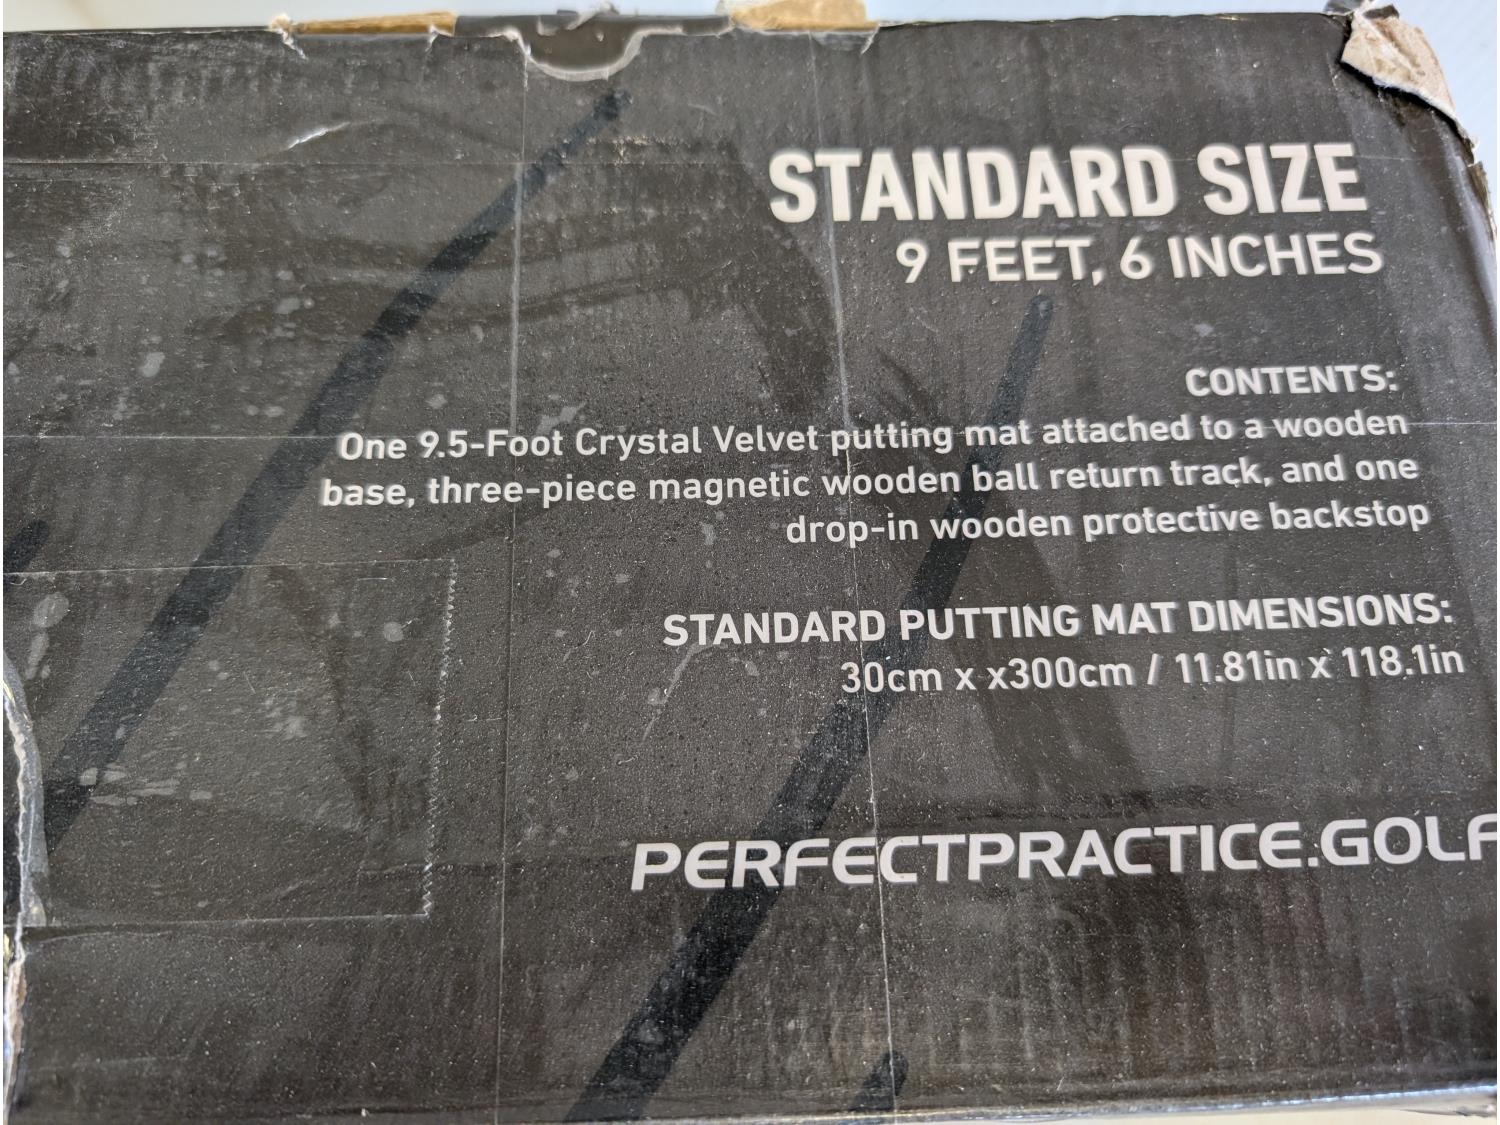 STANDARD SIZE
9 FEET, 6 INCHES
CONTENTS:
One 9.5-Foot Crystal Velvet putting mat attached to a wooden
base, three-piece magnetic wooden ball return track, and one
drop-in wooden protective backstop
STANDARD PUTTING MAT DIMENSIONS:
30cm x x300cm / 11.81in x 118.1in
PERFECTPRACTICE.GOLF